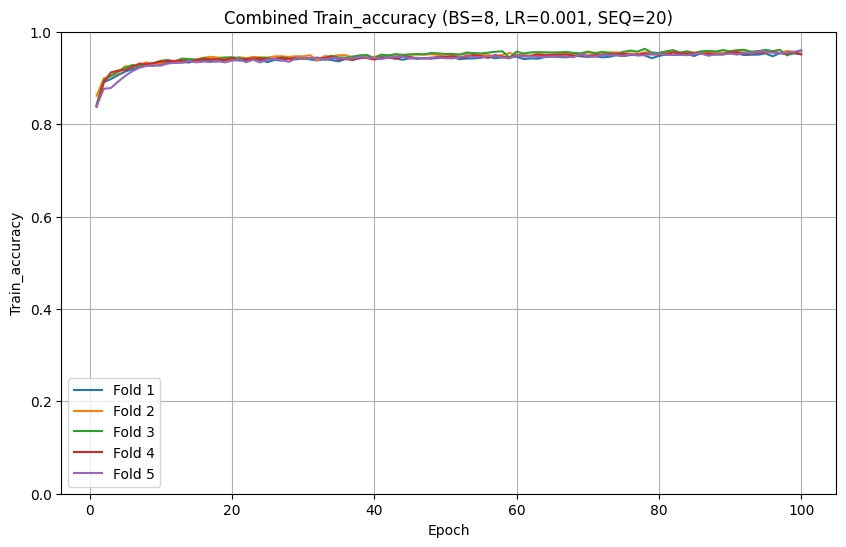 Combined Train_accuracy (BS=8, LR=0.001, SEQ=20)
1.0
0.8
0.6
0.4
0.2
0.0
Train_accuracy
Fold 1
Fold 2
Fold 3
Fold 4
Fold 5
0 20 40 60 80 100
Epoch